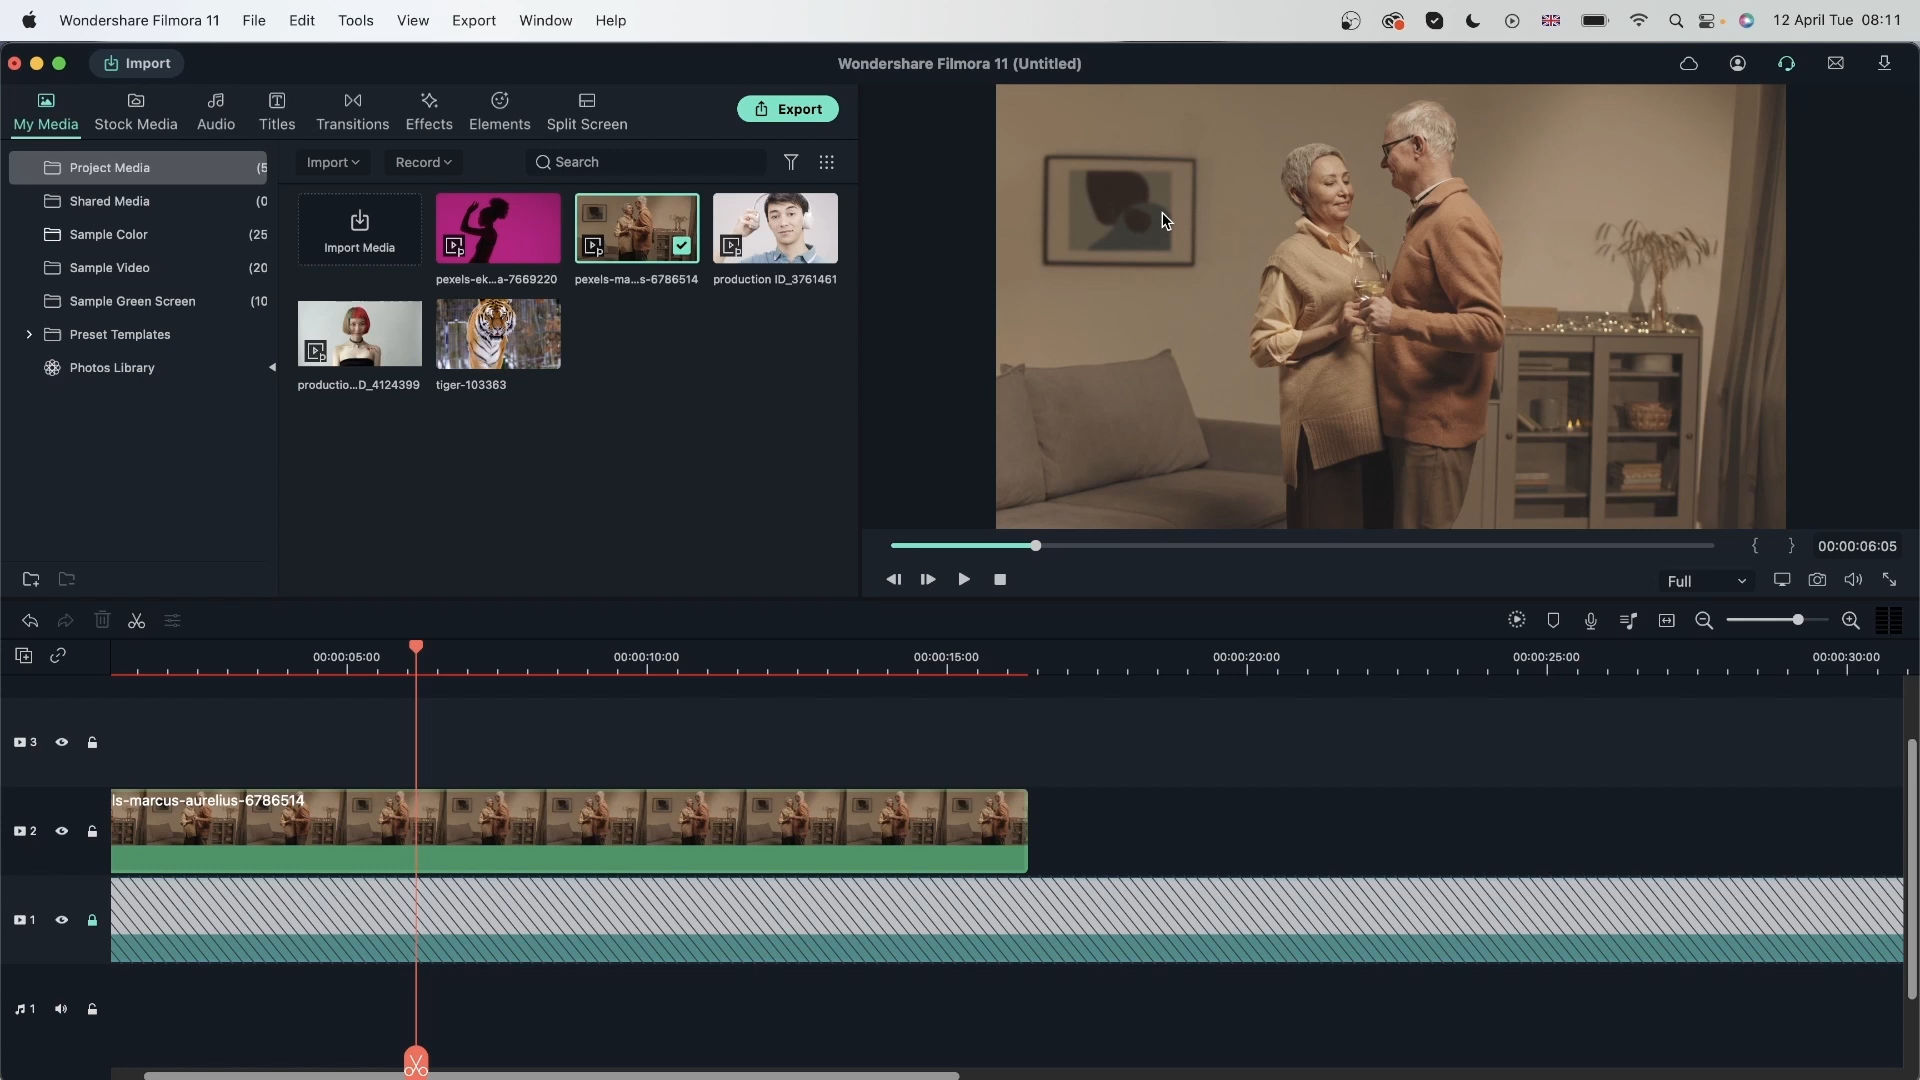 Wondershare Filmora 11 File Edit Tools View Export Window Help 12 April Tue 08:11
Import Wondershare Filmora 11 (Untitled)
My Media Stock Media Audio Titles Transitions Effects Elements Split Screen Export
Project Media (5
Shared Media (0
Sample Color (25
Sample Video (20
Sample Green Screen (10
Preset Templates
Photos Library
Import Record Search
Import Media
pexels-ek...a-7669220 pexels-ma...s-6786514 production ID_3761461
productio...D_4124399 tiger-103363
{ } 00:00:06:05
Full
00:00:05:00 00:00:10:00 00:00:15:00 00:00:20:00 00:00:25:00 00:00:30:00
3
ls-marcus-aurelius-6786514
2
1
1